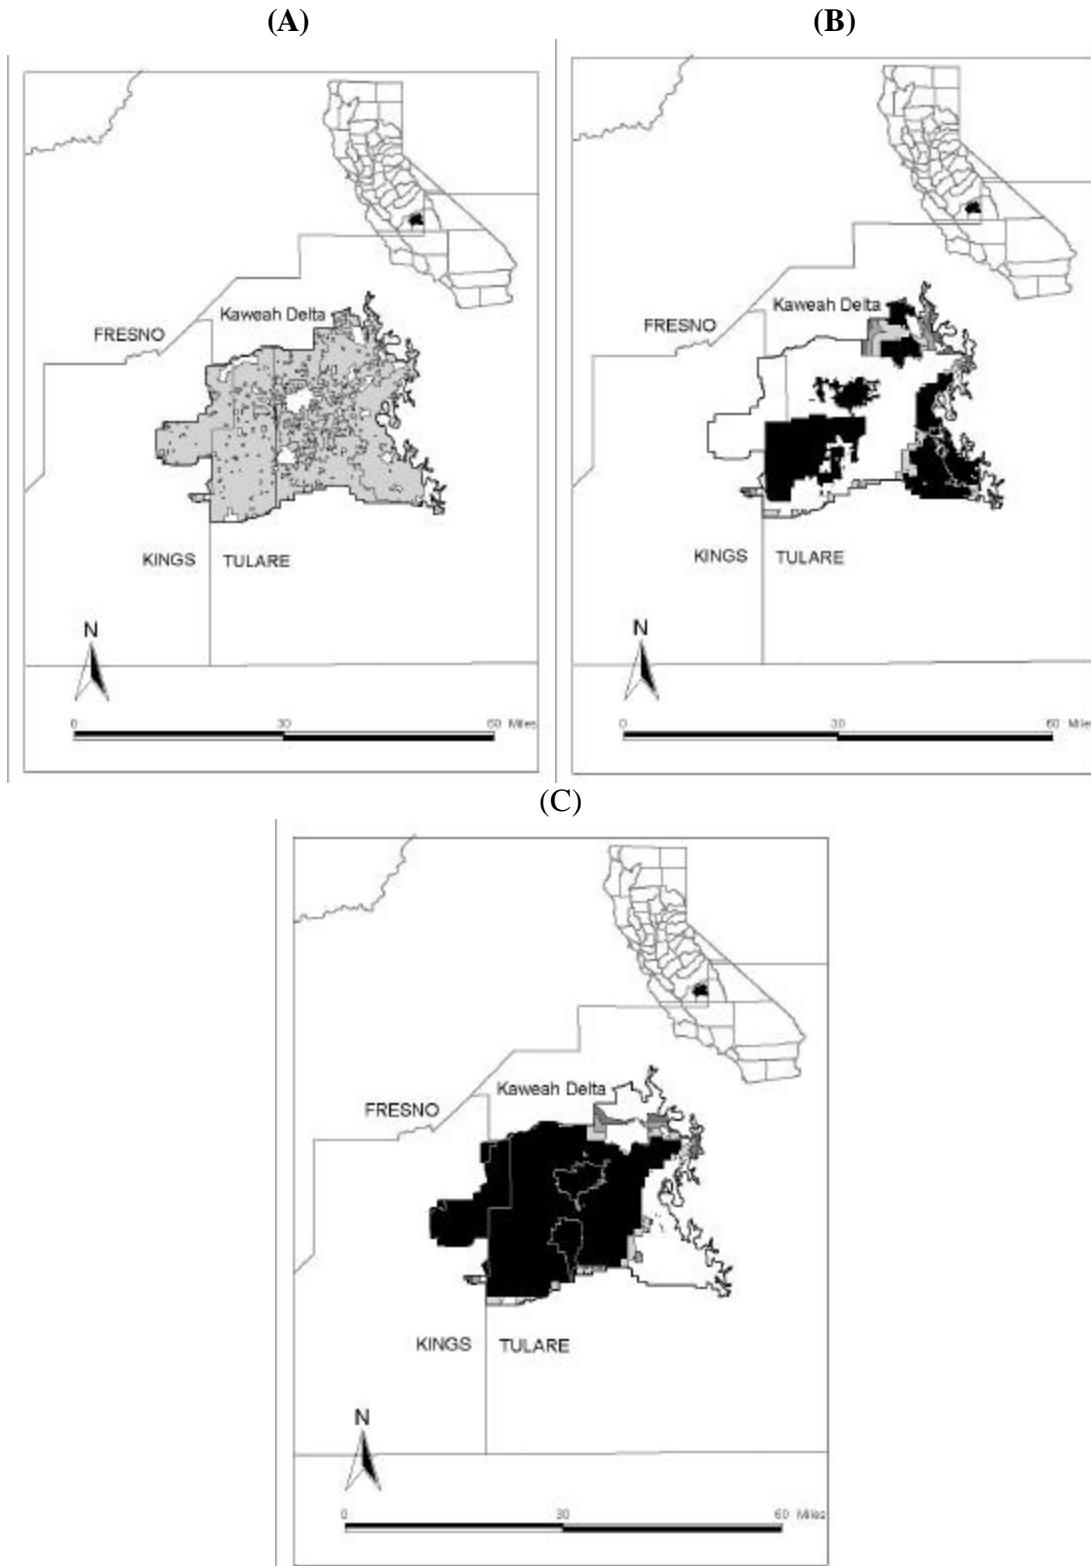 (A)
Kaweah Delta
FRESNO
KINGS TULARE
N
0 30 60 Miles
(B)
Kaweah Delta
FRESNO
KINGS TULARE
N
0 30 60 Miles
(C)
Kaweah Delta
FRESNO
KINGS TULARE
N
0 30 60 Miles